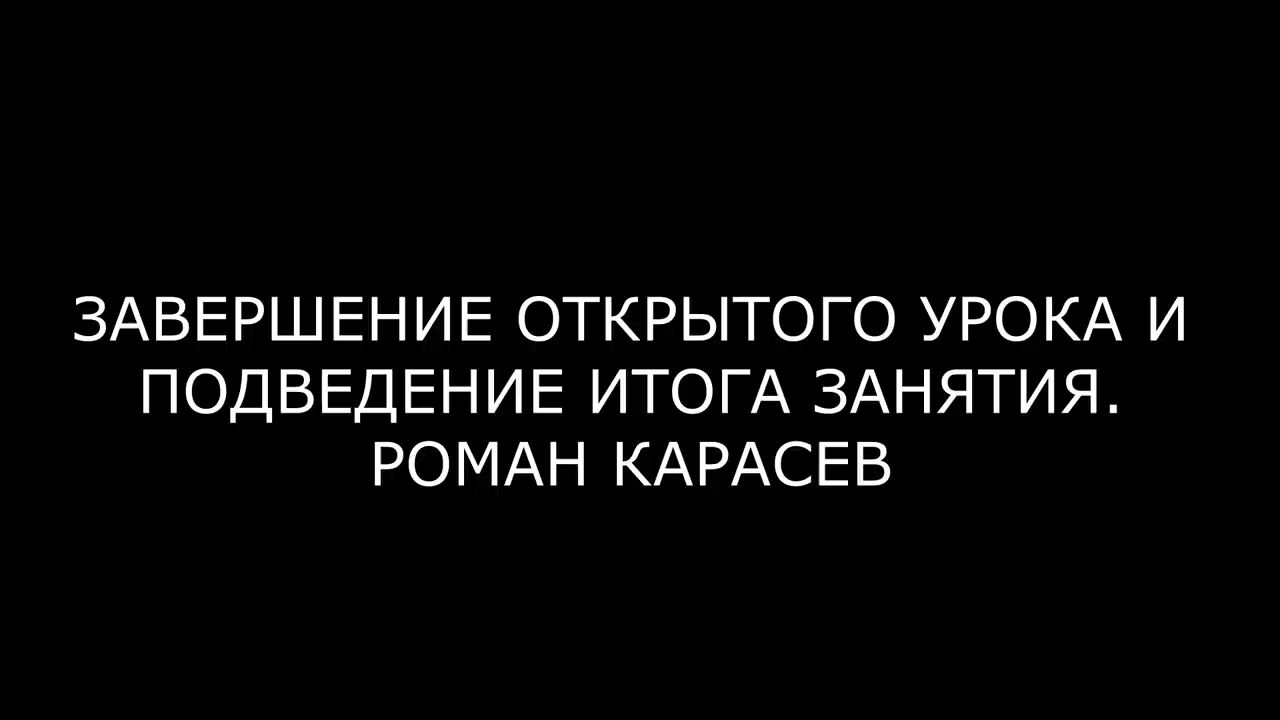 ЗАВЕРШЕНИЕ ОТКРЫТОГО УРОКА И
ПОДВЕДЕНИЕ ИТОГА ЗАНЯТИЯ.
РОМАН КАРАСЕВ